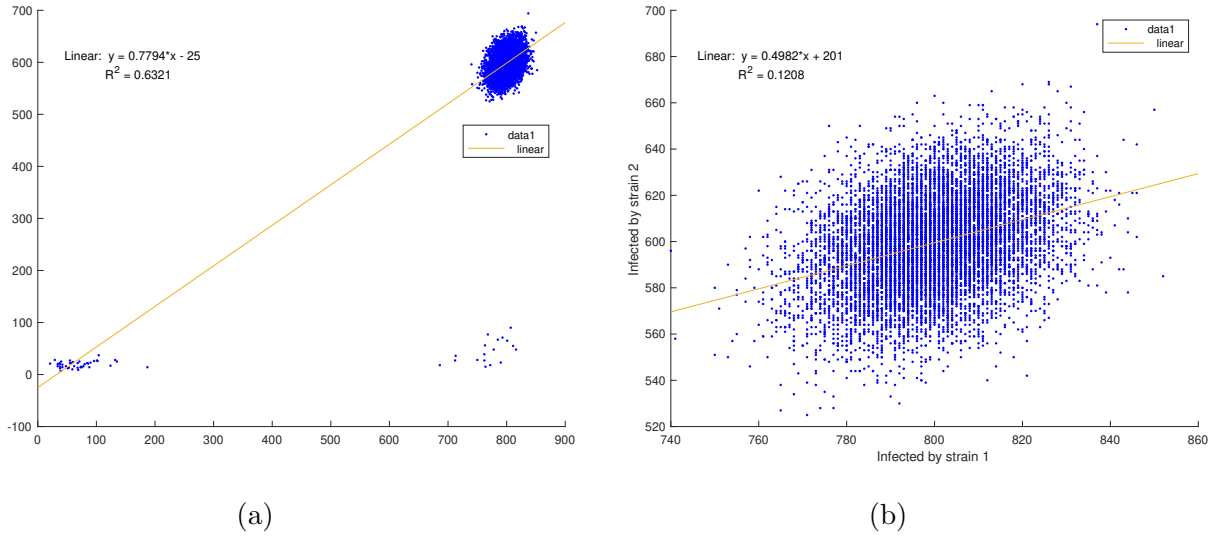 700
600
500
400
300
200
100
0
-100
0 100 200 300 400 500 600 700 800 900
Linear: y = 0.7794*x - 25
R2 = 0.6321
data1
linear
(a)
700
680
660
640
620
600
580
560
540
520
740 760 780 800 820 840 860
Infected by strain 2
Infected by strain 1
Linear: y = 0.4982*x + 201
R2 = 0.1208
data1
linear
(b)